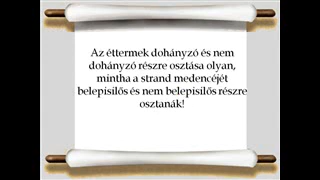 Az éttermek dohányzó és nem
dohányzó részre osztása olyan,
mintha a strand medencéjét
belepisilős és nem belepisilős részre
osztanák!